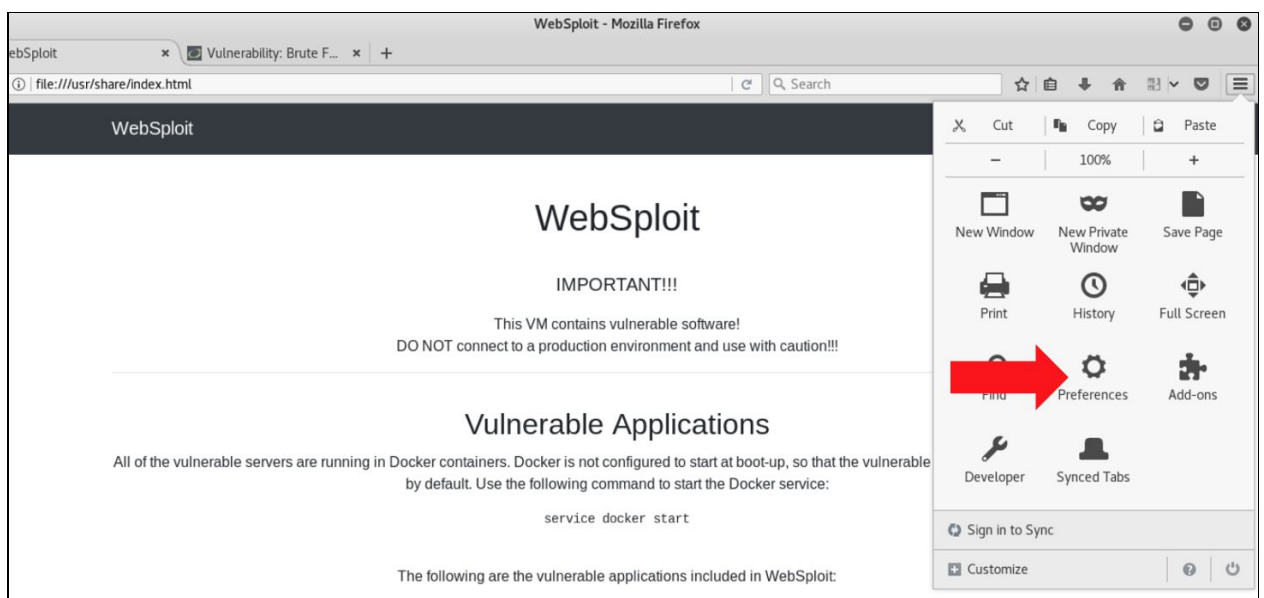 WebSploit - Mozilla Firefox
ebSploit
Vulnerability: Brute F...
file:///usr/share/index.html
Search
WebSploit
Cut
Copy
Paste
100%
New Window
New Private Window
Save Page
Print
History
Full Screen
Find
Preferences
Add-ons
Developer
Synced Tabs
Sign in to Sync
Customize
WebSploit
IMPORTANT!!!
This VM contains vulnerable software!
DO NOT connect to a production environment and use with caution!!!
Vulnerable Applications
All of the vulnerable servers are running in Docker containers. Docker is not configured to start at boot-up, so that the vulnerable
by default. Use the following command to start the Docker service:
service docker start
The following are the vulnerable applications included in WebSploit: